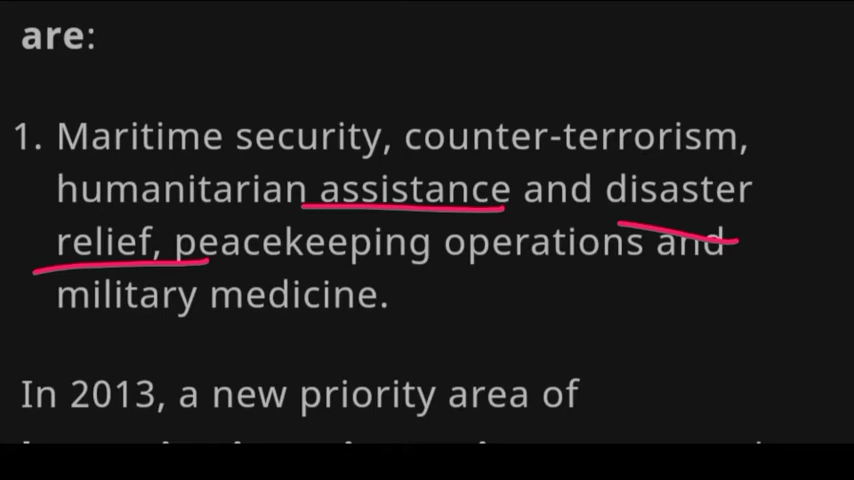 are:
1. Maritime security, counter-terrorism,
humanitarian assistance and disaster
relief, peacekeeping operations and
military medicine.
In 2013, a new priority area of